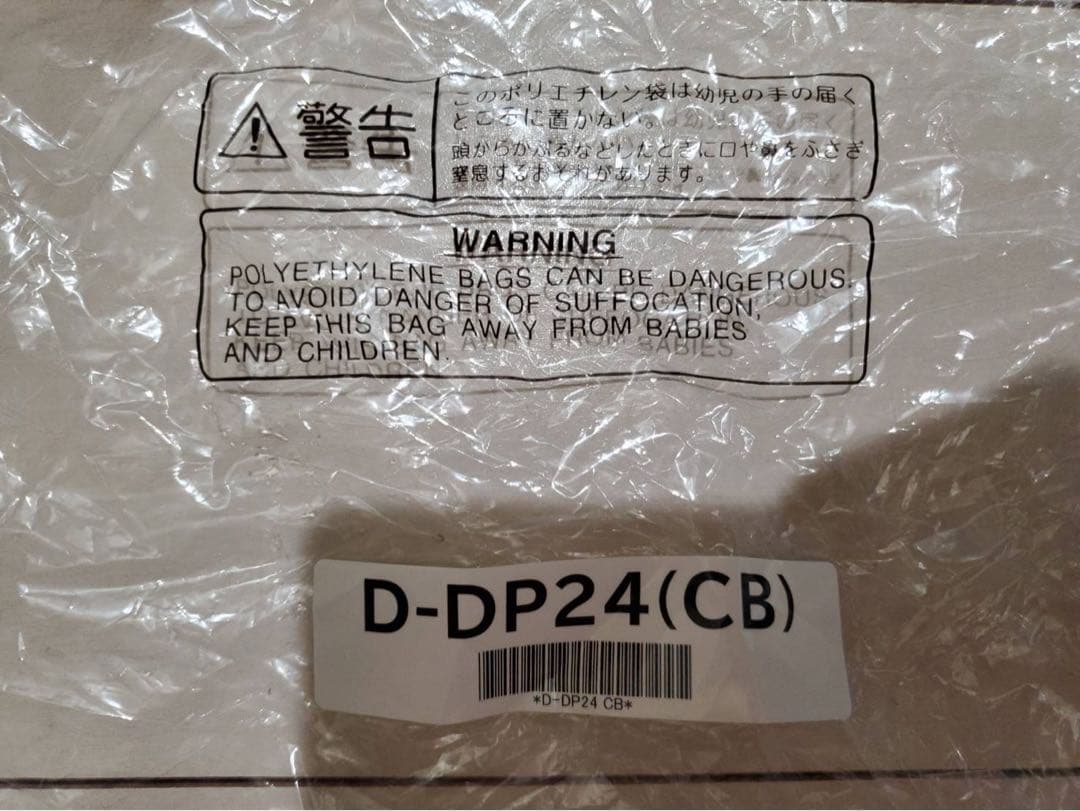 警告
このポリエチレン袋は幼児の手の届く
ところに置かない。
頭からかぶるなどしたときに口や鼻をふさぎ
窒息するおそれがあります。
WARNING
POLYETHYLENE BAGS CAN BE DANGEROUS.
TO AVOID DANGER OF SUFFOCATION,
KEEP THIS BAG AWAY FROM BABIES
AND CHILDREN.
D-DP24(CB)
*D-DP24 CB*